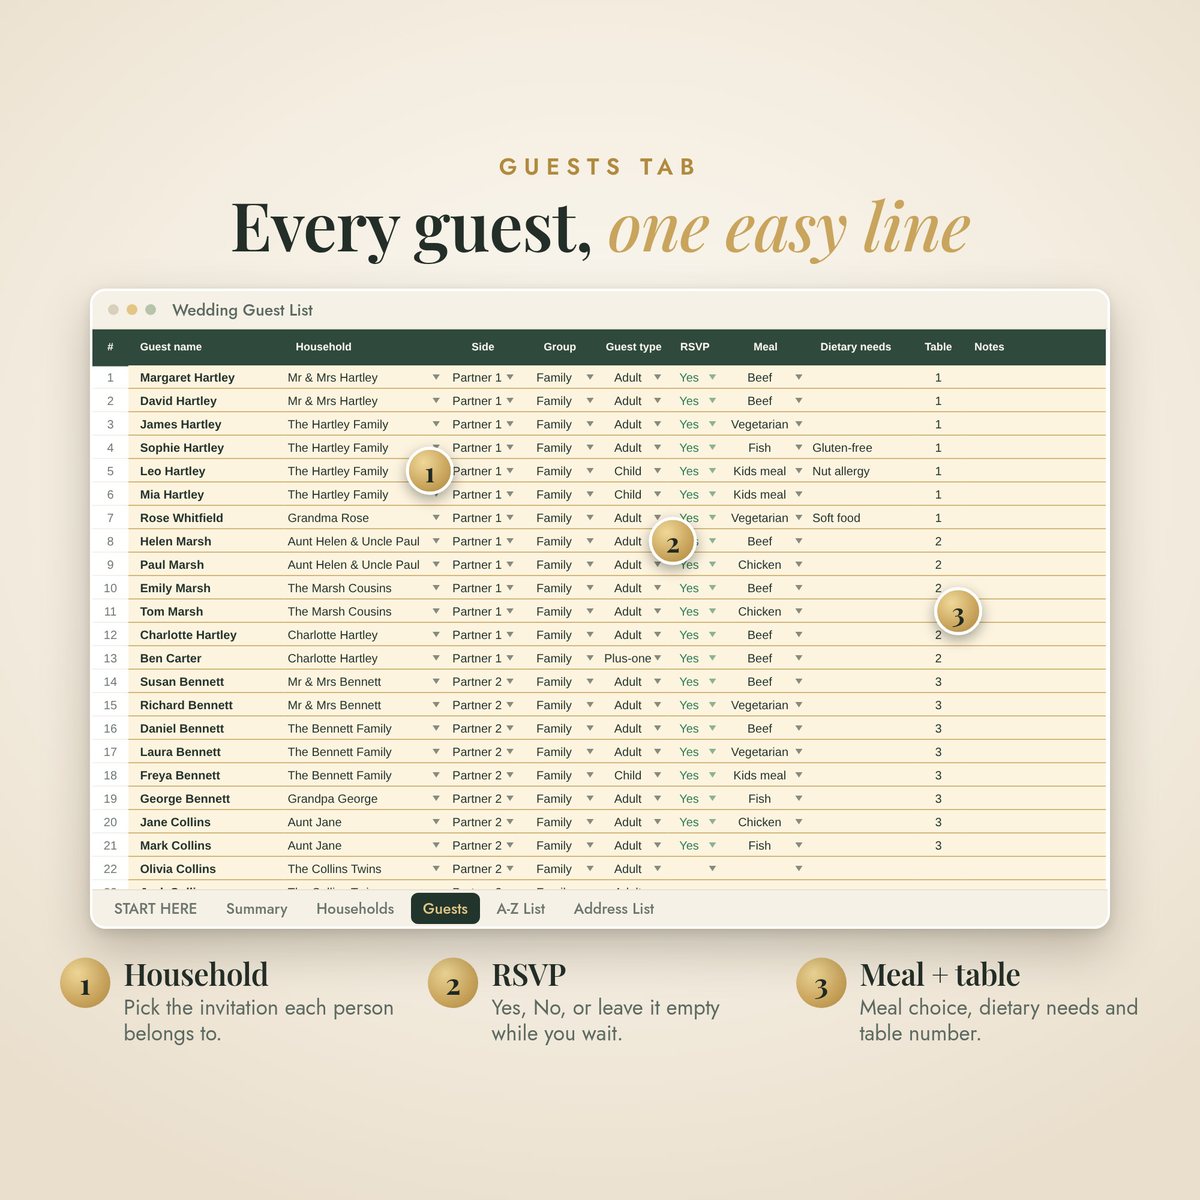 GUESTS TAB
Every guest, one easy line
Wedding Guest List
# Guest name Household Side Group Guest type RSVP Meal Dietary needs Table Notes
1 Margaret Hartley Mr & Mrs Hartley Partner 1 Family Adult Yes Beef 1
2 David Hartley Mr & Mrs Hartley Partner 1 Family Adult Yes Beef 1
3 James Hartley The Hartley Family Partner 1 Family Adult Yes Vegetarian 1
4 Sophie Hartley The Hartley Family Partner 1 Family Adult Yes Fish Gluten-free 1
5 Leo Hartley The Hartley Family 1 Partner 1 Family Child Yes Kids meal Nut allergy 1
6 Mia Hartley The Hartley Family Partner 1 Family Child Yes Kids meal 1
7 Rose Whitfield Grandma Rose Partner 1 Family Adult Yes Vegetarian Soft food 1
8 Helen Marsh Aunt Helen & Uncle Paul Partner 1 Family Adult 2 Beef 2
9 Paul Marsh Aunt Helen & Uncle Paul Partner 1 Family Adult Yes Chicken 2
10 Emily Marsh The Marsh Cousins Partner 1 Family Adult Yes Beef 2
11 Tom Marsh The Marsh Cousins Partner 1 Family Adult Yes Chicken 3
12 Charlotte Hartley Charlotte Hartley Partner 1 Family Adult Yes Beef 2
13 Ben Carter Charlotte Hartley Partner 1 Family Plus-one Yes Beef 2
14 Susan Bennett Mr & Mrs Bennett Partner 2 Family Adult Yes Beef 3
15 Richard Bennett Mr & Mrs Bennett Partner 2 Family Adult Yes Vegetarian 3
16 Daniel Bennett The Bennett Family Partner 2 Family Adult Yes Beef 3
17 Laura Bennett The Bennett Family Partner 2 Family Adult Yes Vegetarian 3
18 Freya Bennett The Bennett Family Partner 2 Family Child Yes Kids meal 3
19 George Bennett Grandpa George Partner 2 Family Adult Yes Fish 3
20 Jane Collins Aunt Jane Partner 2 Family Adult Yes Chicken 3
21 Mark Collins Aunt Jane Partner 2 Family Adult Yes Fish 3
22 Olivia Collins The Collins Twins Partner 2 Family Adult
START HERE Summary Households Guests A-Z List Address List
1 Household
Pick the invitation each person
belongs to.
2 RSVP
Yes, No, or leave it empty
while you wait.
3 Meal + table
Meal choice, dietary needs and
table number.